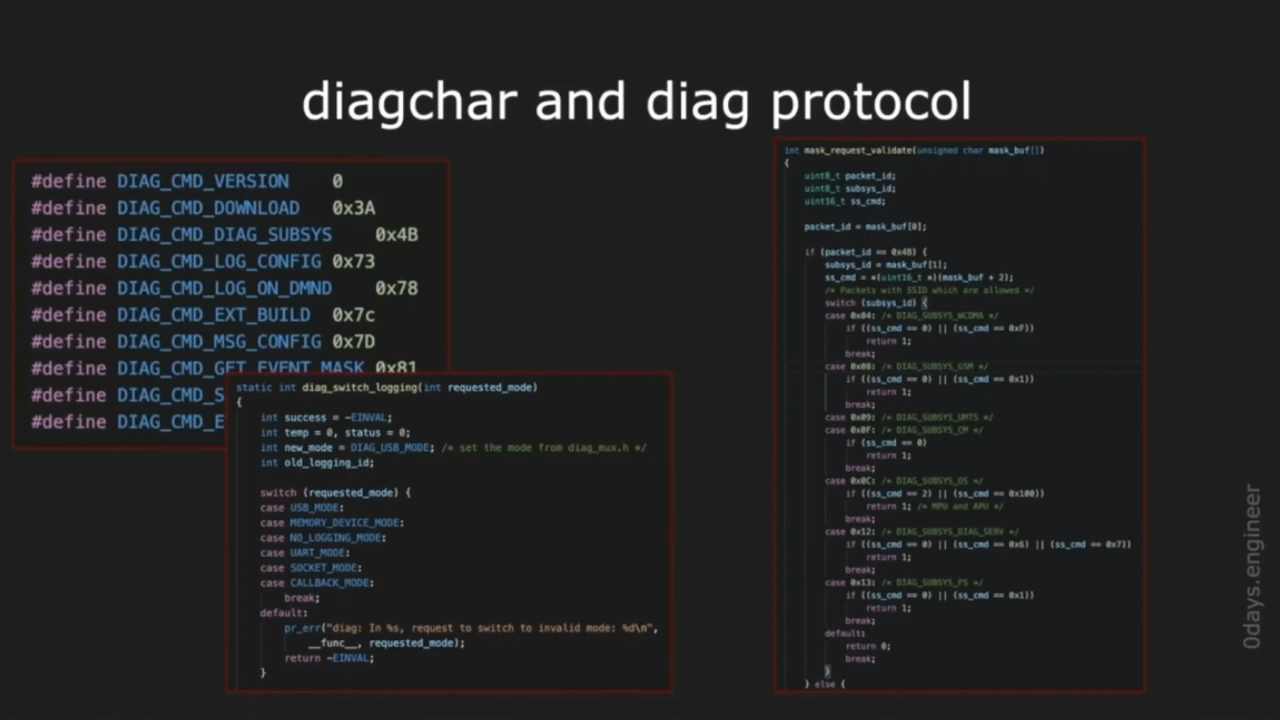 diagchar and diag protocol
#define DIAG_CMD_VERSION 0
#define DIAG_CMD_DOWNLOAD 0x3A
#define DIAG_CMD_DIAG_SUBSYS 0x4B
#define DIAG_CMD_LOG_CONFIG 0x73
#define DIAG_CMD_LOG_ON_DMND 0x78
#define DIAG_CMD_EXT_BUILD 0x7c
#define DIAG_CMD_MSG_CONFIG 0x7D
#define DIAG_CMD_GET_EVENT_MASK 0x81
#define DIAG_CMD_S
#define DIAG_CMD_E
static int diag_switch_logging(int requested_mode)
{
int success = -EINVAL;
int temp = 0, status = 0;
int new_mode = DIAG_USB_MODE; /* set the mode from diag_mux.h */
int old_logging_id;
switch (requested_mode) {
case USB_MODE:
case MEMORY_DEVICE_MODE:
case NO_LOGGING_MODE:
case UART_MODE:
case SOCKET_MODE:
case CALLBACK_MODE:
break;
default:
pr_err("diag: In %s, request to switch to invalid mode: %d\n",
__func__, requested_mode);
return -EINVAL;
}
int mask_request_validate(unsigned char mask_buf[])
{
uint8_t packet_id;
uint8_t subsys_id;
uint16_t ss_cmd;
packet_id = mask_buf[0];
if (packet_id == 0x4B) {
subsys_id = mask_buf[1];
ss_cmd = *(uint16_t *)(mask_buf + 2);
/* Packets with SSID which are allowed */
switch (subsys_id) {
case 0x04: /* DIAG_SUBSYS_WCDMA */
if ((ss_cmd == 0) || (ss_cmd == 0xF))
return 1;
break;
case 0x08: /* DIAG_SUBSYS_GSM */
if ((ss_cmd == 0) || (ss_cmd == 0x1))
return 1;
break;
case 0x09: /* DIAG_SUBSYS_UMTS */
case 0x0F: /* DIAG_SUBSYS_CM */
if (ss_cmd == 0)
return 1;
break;
case 0x0C: /* DIAG_SUBSYS_OS */
if ((ss_cmd == 2) || (ss_cmd == 0x100))
return 1; /* MPU and APU */
break;
case 0x12: /* DIAG_SUBSYS_DIAG_SERV */
if ((ss_cmd == 0) || (ss_cmd == 0x6) || (ss_cmd == 0x7))
return 1;
break;
case 0x13: /* DIAG_SUBSYS_FS */
if ((ss_cmd == 0) || (ss_cmd == 0x1))
return 1;
break;
default:
return 0;
break;
}
} else {
0days.engineer